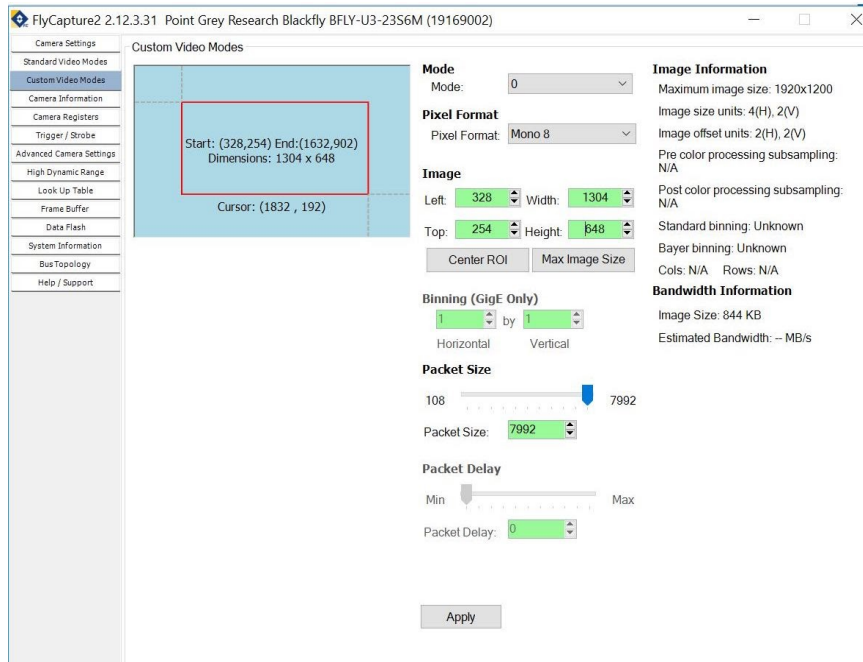 FlyCapture2 2.12.3.31 Point Grey Research Blackfly BFLY-U3-23S6M (19169002)
Camera Settings
Standard Video Modes
Custom Video Modes
Camera Information
Camera Registers
Trigger / Strobe
Advanced Camera Settings
High Dynamic Range
Look Up Table
Frame Buffer
Data Flash
System Information
Bus Topology
Help / Support
Custom Video Modes
Start: (328,254) End:(1632,902)
Dimensions: 1304 x 648
Cursor: (1832 , 192)
Mode
Mode: 0
Pixel Format
Pixel Format: Mono 8
Image
Left: 328 Width: 1304
Top: 254 Height: 648
Center ROI Max Image Size
Binning (GigE Only)
1 by 1
Horizontal Vertical
Packet Size
108 7992
Packet Size: 7992
Packet Delay
Min Max
Packet Delay: 0
Apply
Image Information
Maximum image size: 1920x1200
Image size units: 4(H), 2(V)
Image offset units: 2(H), 2(V)
Pre color processing subsampling:
N/A
Post color processing subsampling:
N/A
Standard binning: Unknown
Bayer binning: Unknown
Cols: N/A Rows: N/A
Bandwidth Information
Image Size: 844 KB
Estimated Bandwidth: -- MB/s